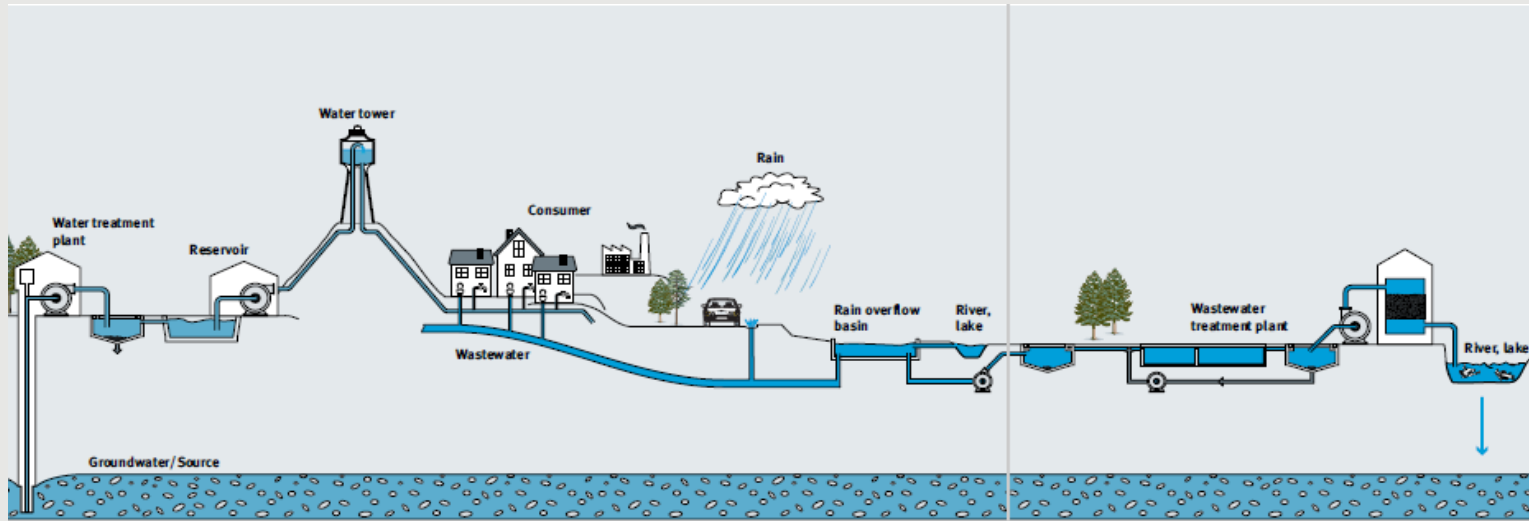 Water tower
Rain
Consumer
Water treatment
plant
Reservoir
Rain overflow
basin
River,
lake
Wastewater
treatment plant
Wastewater
River, lake
Groundwater/Source